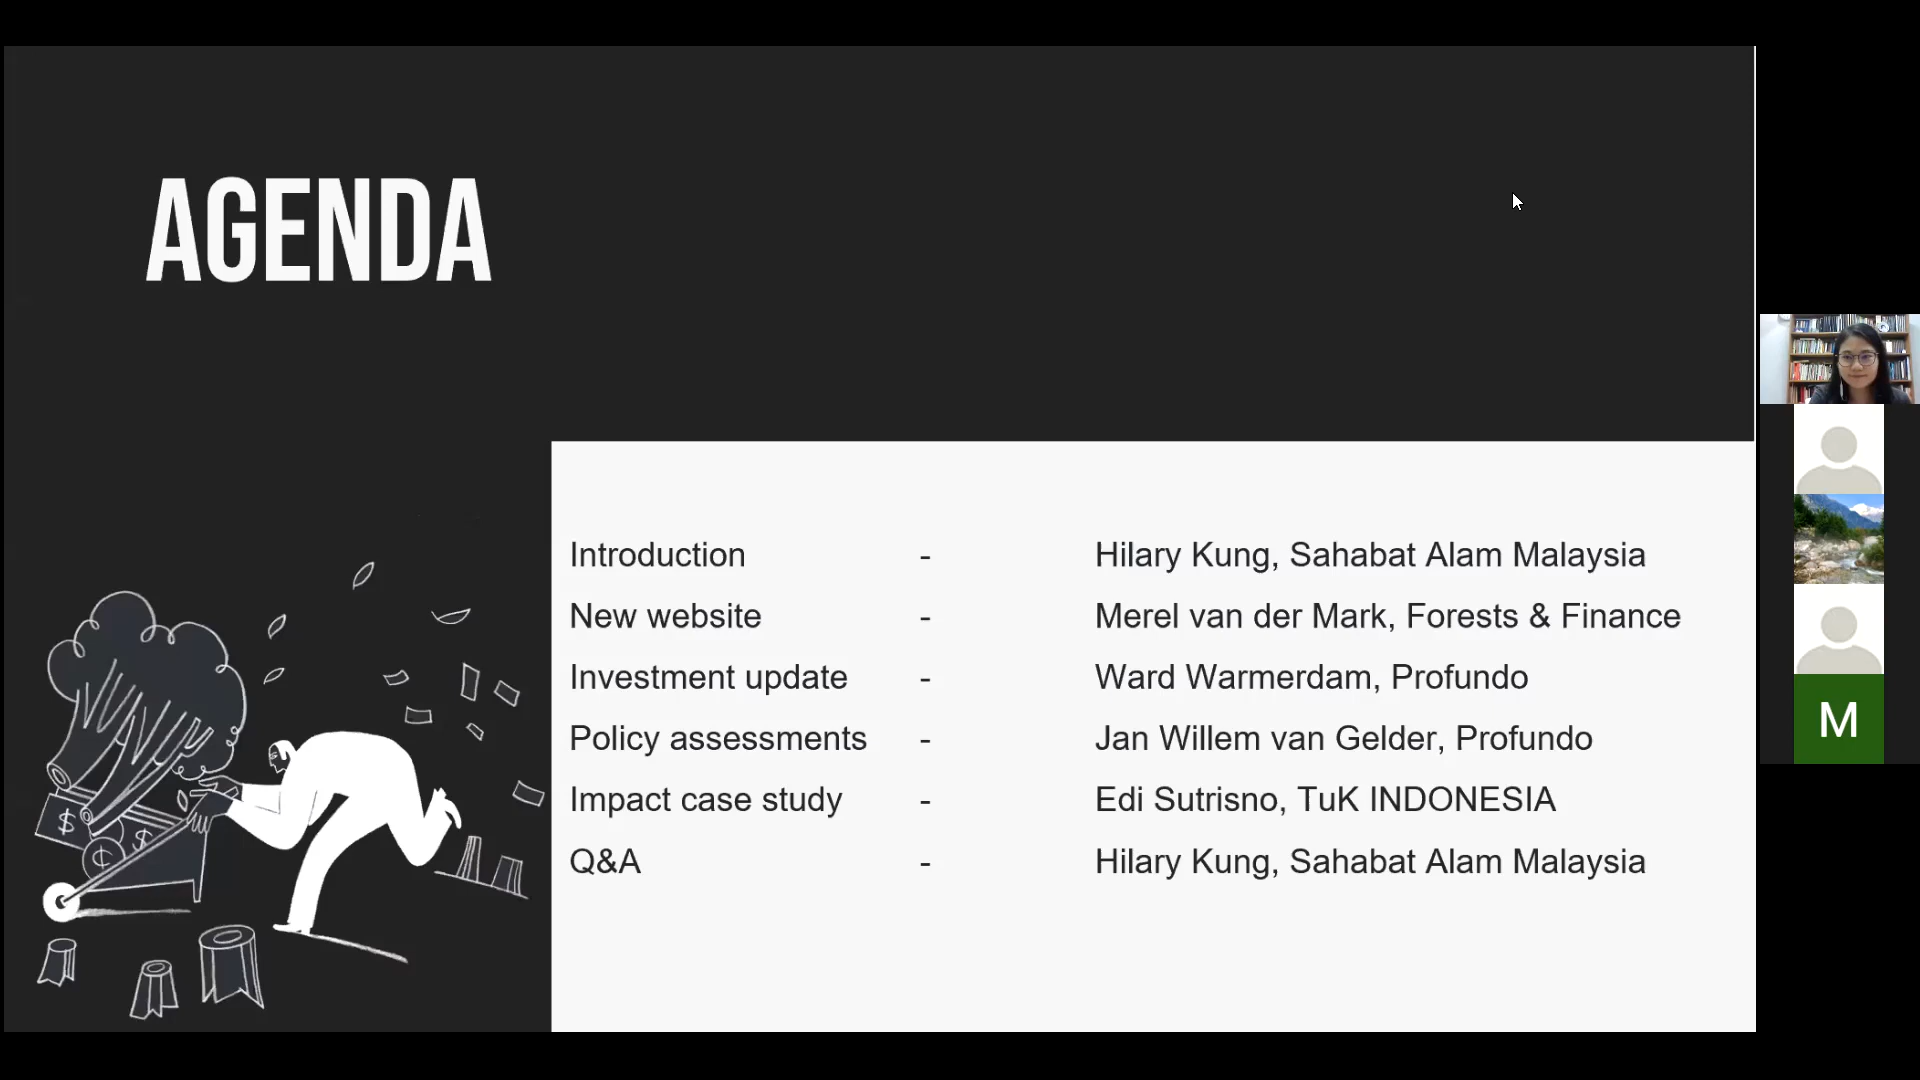 AGENDA
Introduction - Hilary Kung, Sahabat Alam Malaysia
New website - Merel van der Mark, Forests & Finance
Investment update - Ward Warmerdam, Profundo
Policy assessments - Jan Willem van Gelder, Profundo
Impact case study - Edi Sutrisno, TuK INDONESIA
Q&A - Hilary Kung, Sahabat Alam Malaysia
$ $
¢
M